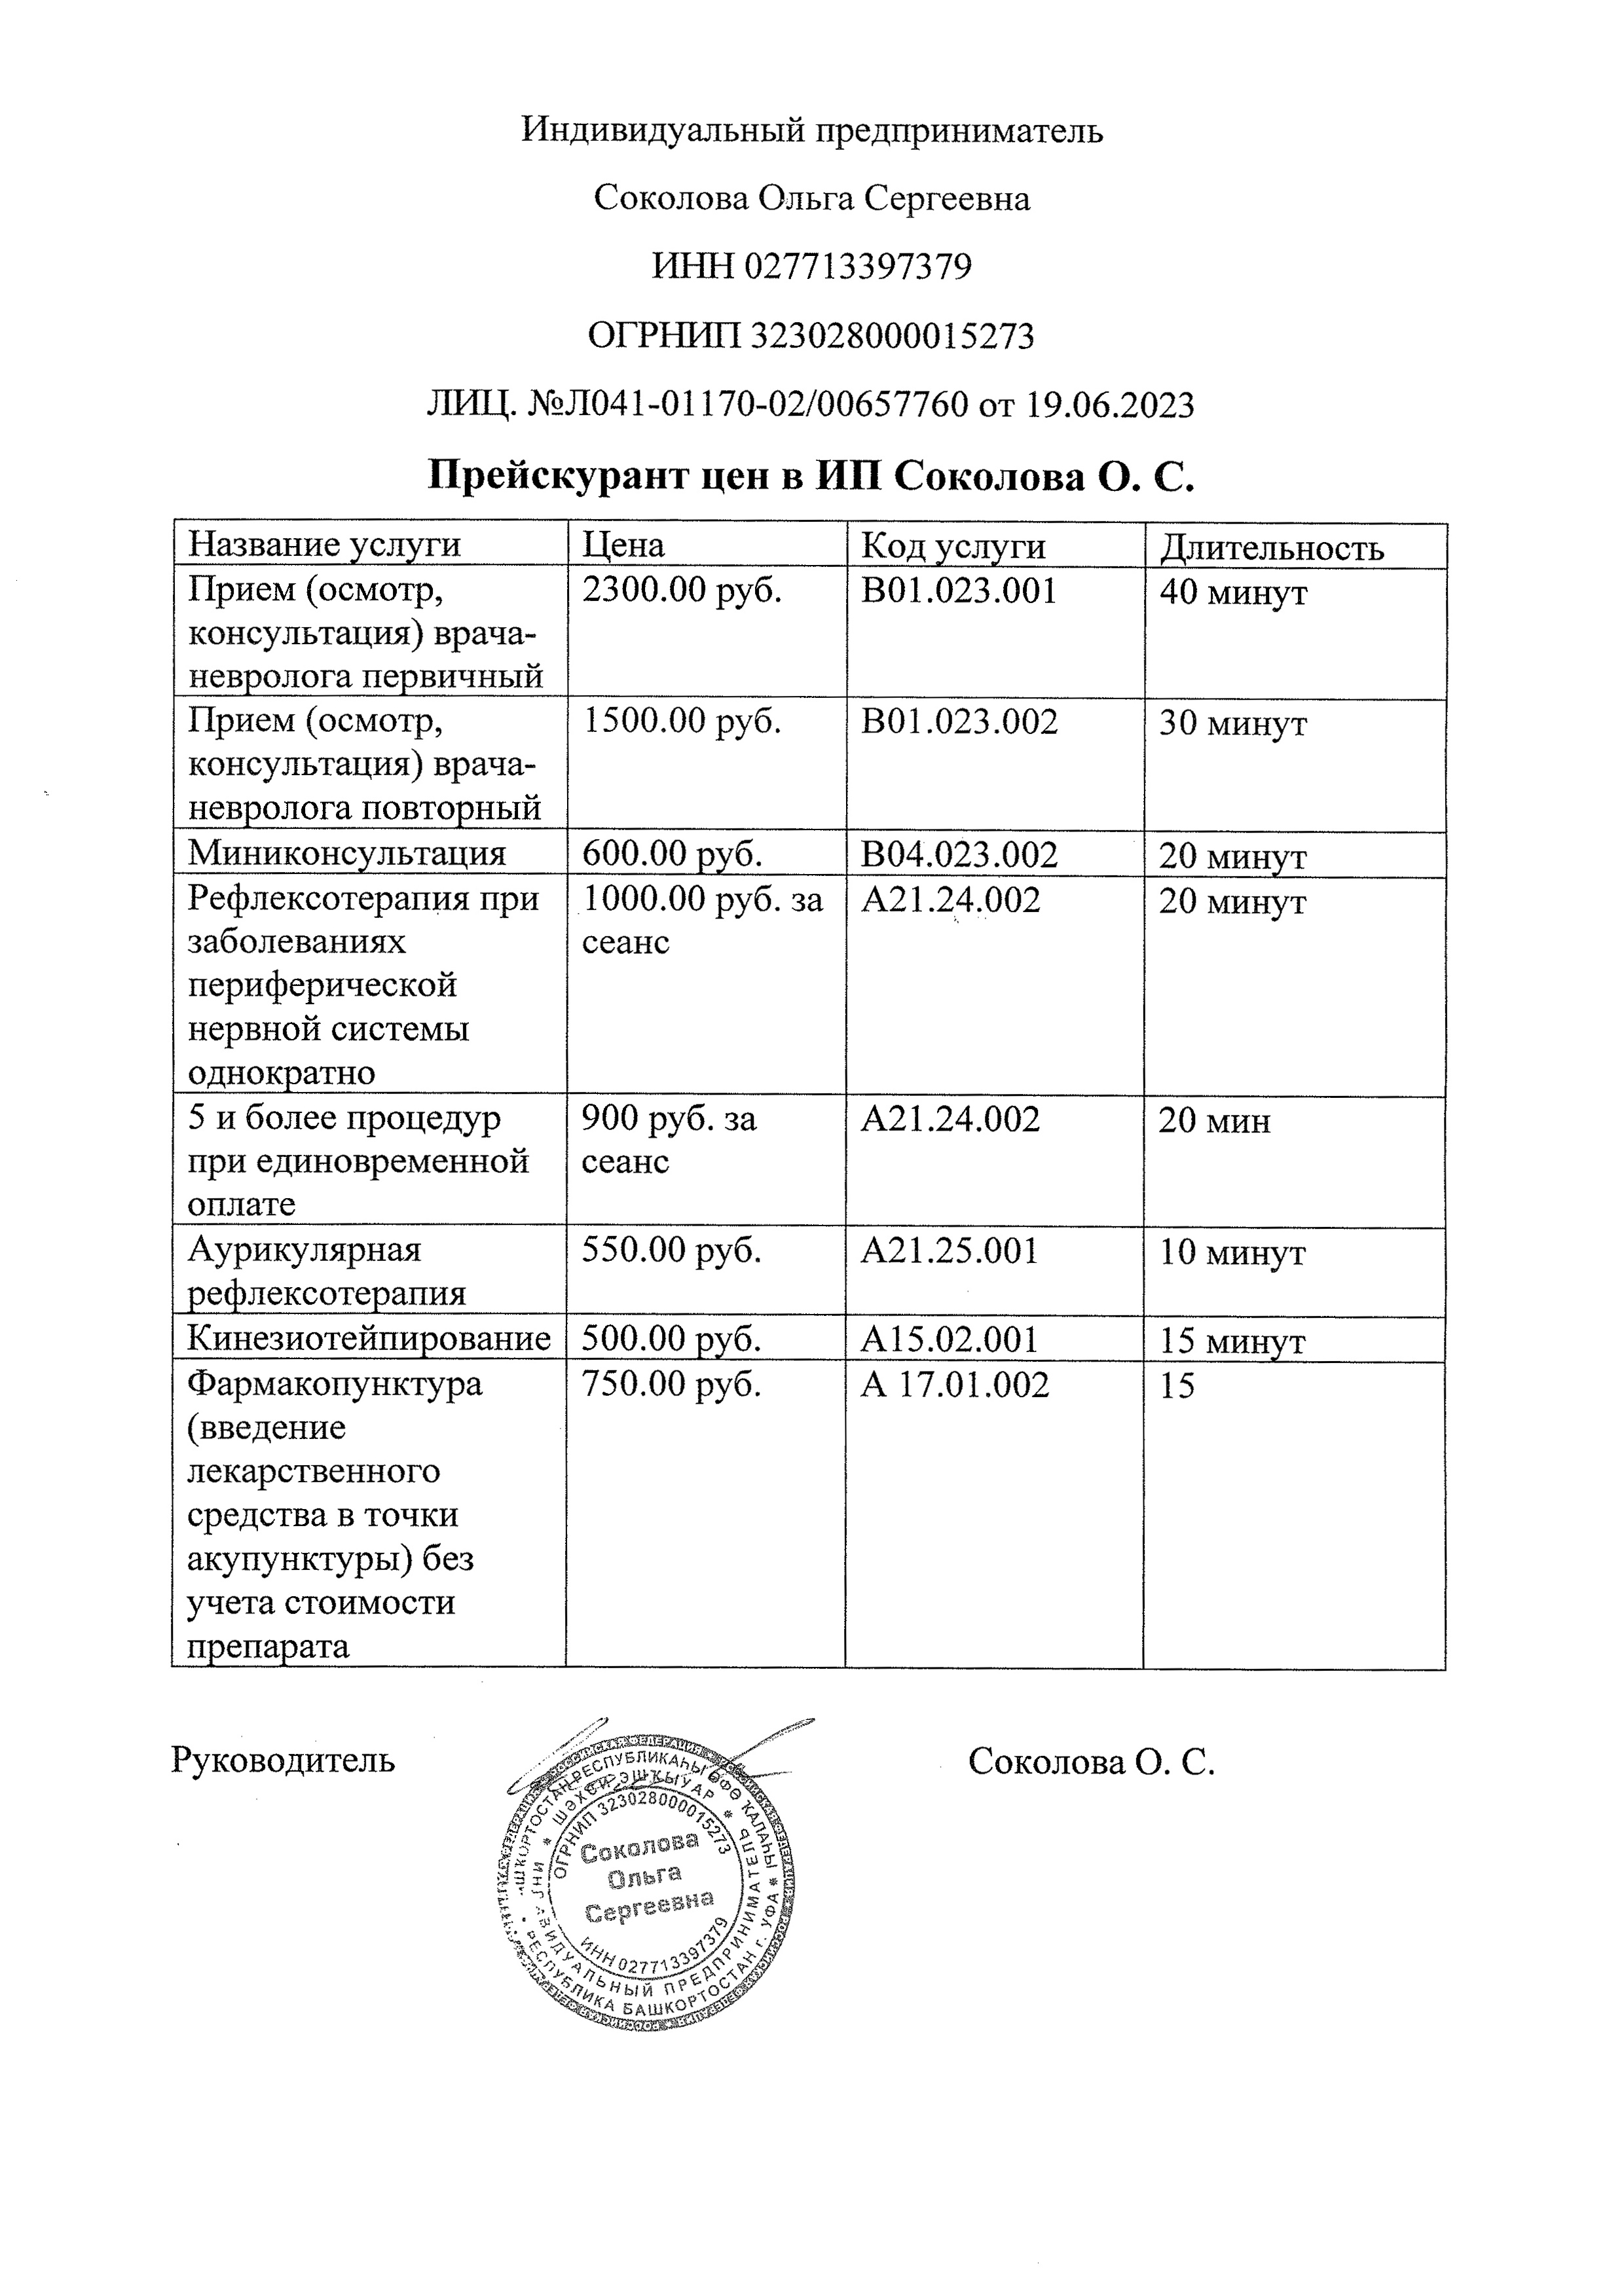 Индивидуальный предприниматель
Соколова Ольга Сергеевна
ИНН 027713397379
ОГРНИП 323028000015273
ЛИЦ. №Л041-01170-02/00657760 от 19.06.2023
Прейскурант цен в ИП Соколова О. С.
Название услуги Цена Код услуги Длительность
Прием (осмотр, 2300.00 руб. В01.023.001 40 минут
консультация) врача-
невролога первичный
Прием (осмотр, 1500.00 руб. В01.023.002 30 минут
консультация) врача-
невролога повторный
Миниконсультация 600.00 руб. В04.023.002 20 минут
Рефлексотерапия при 1000.00 руб. за А21.24.002 20 минут
заболеваниях сеанс
периферической
нервной системы
однократно
5 и более процедур 900 руб. за А21.24.002 20 мин
при единовременной сеанс
оплате
Аурикулярная 550.00 руб. А21.25.001 10 минут
рефлексотерапия
Кинезиотейпирование 500.00 руб. А15.02.001 15 минут
Фармакопунктура 750.00 руб. А 17.01.002 15
(введение
лекарственного
средства в точки
акупунктуры) без
учета стоимости
препарата
Руководитель Соколова О. С.
РЕСПУБЛИКАҺЫ ӨФӨ ҠАЛАҺЫ
РЕСПУБЛИКА БАШКОРТОСТАН г. УФА
ШӘХСИ ЭШҠЫУАР
ПРЕДПРИНИМАТЕЛЬ
ОГРНИП 323028000015273
Соколова
Ольга
Сергеевна
ИНН 027713397379